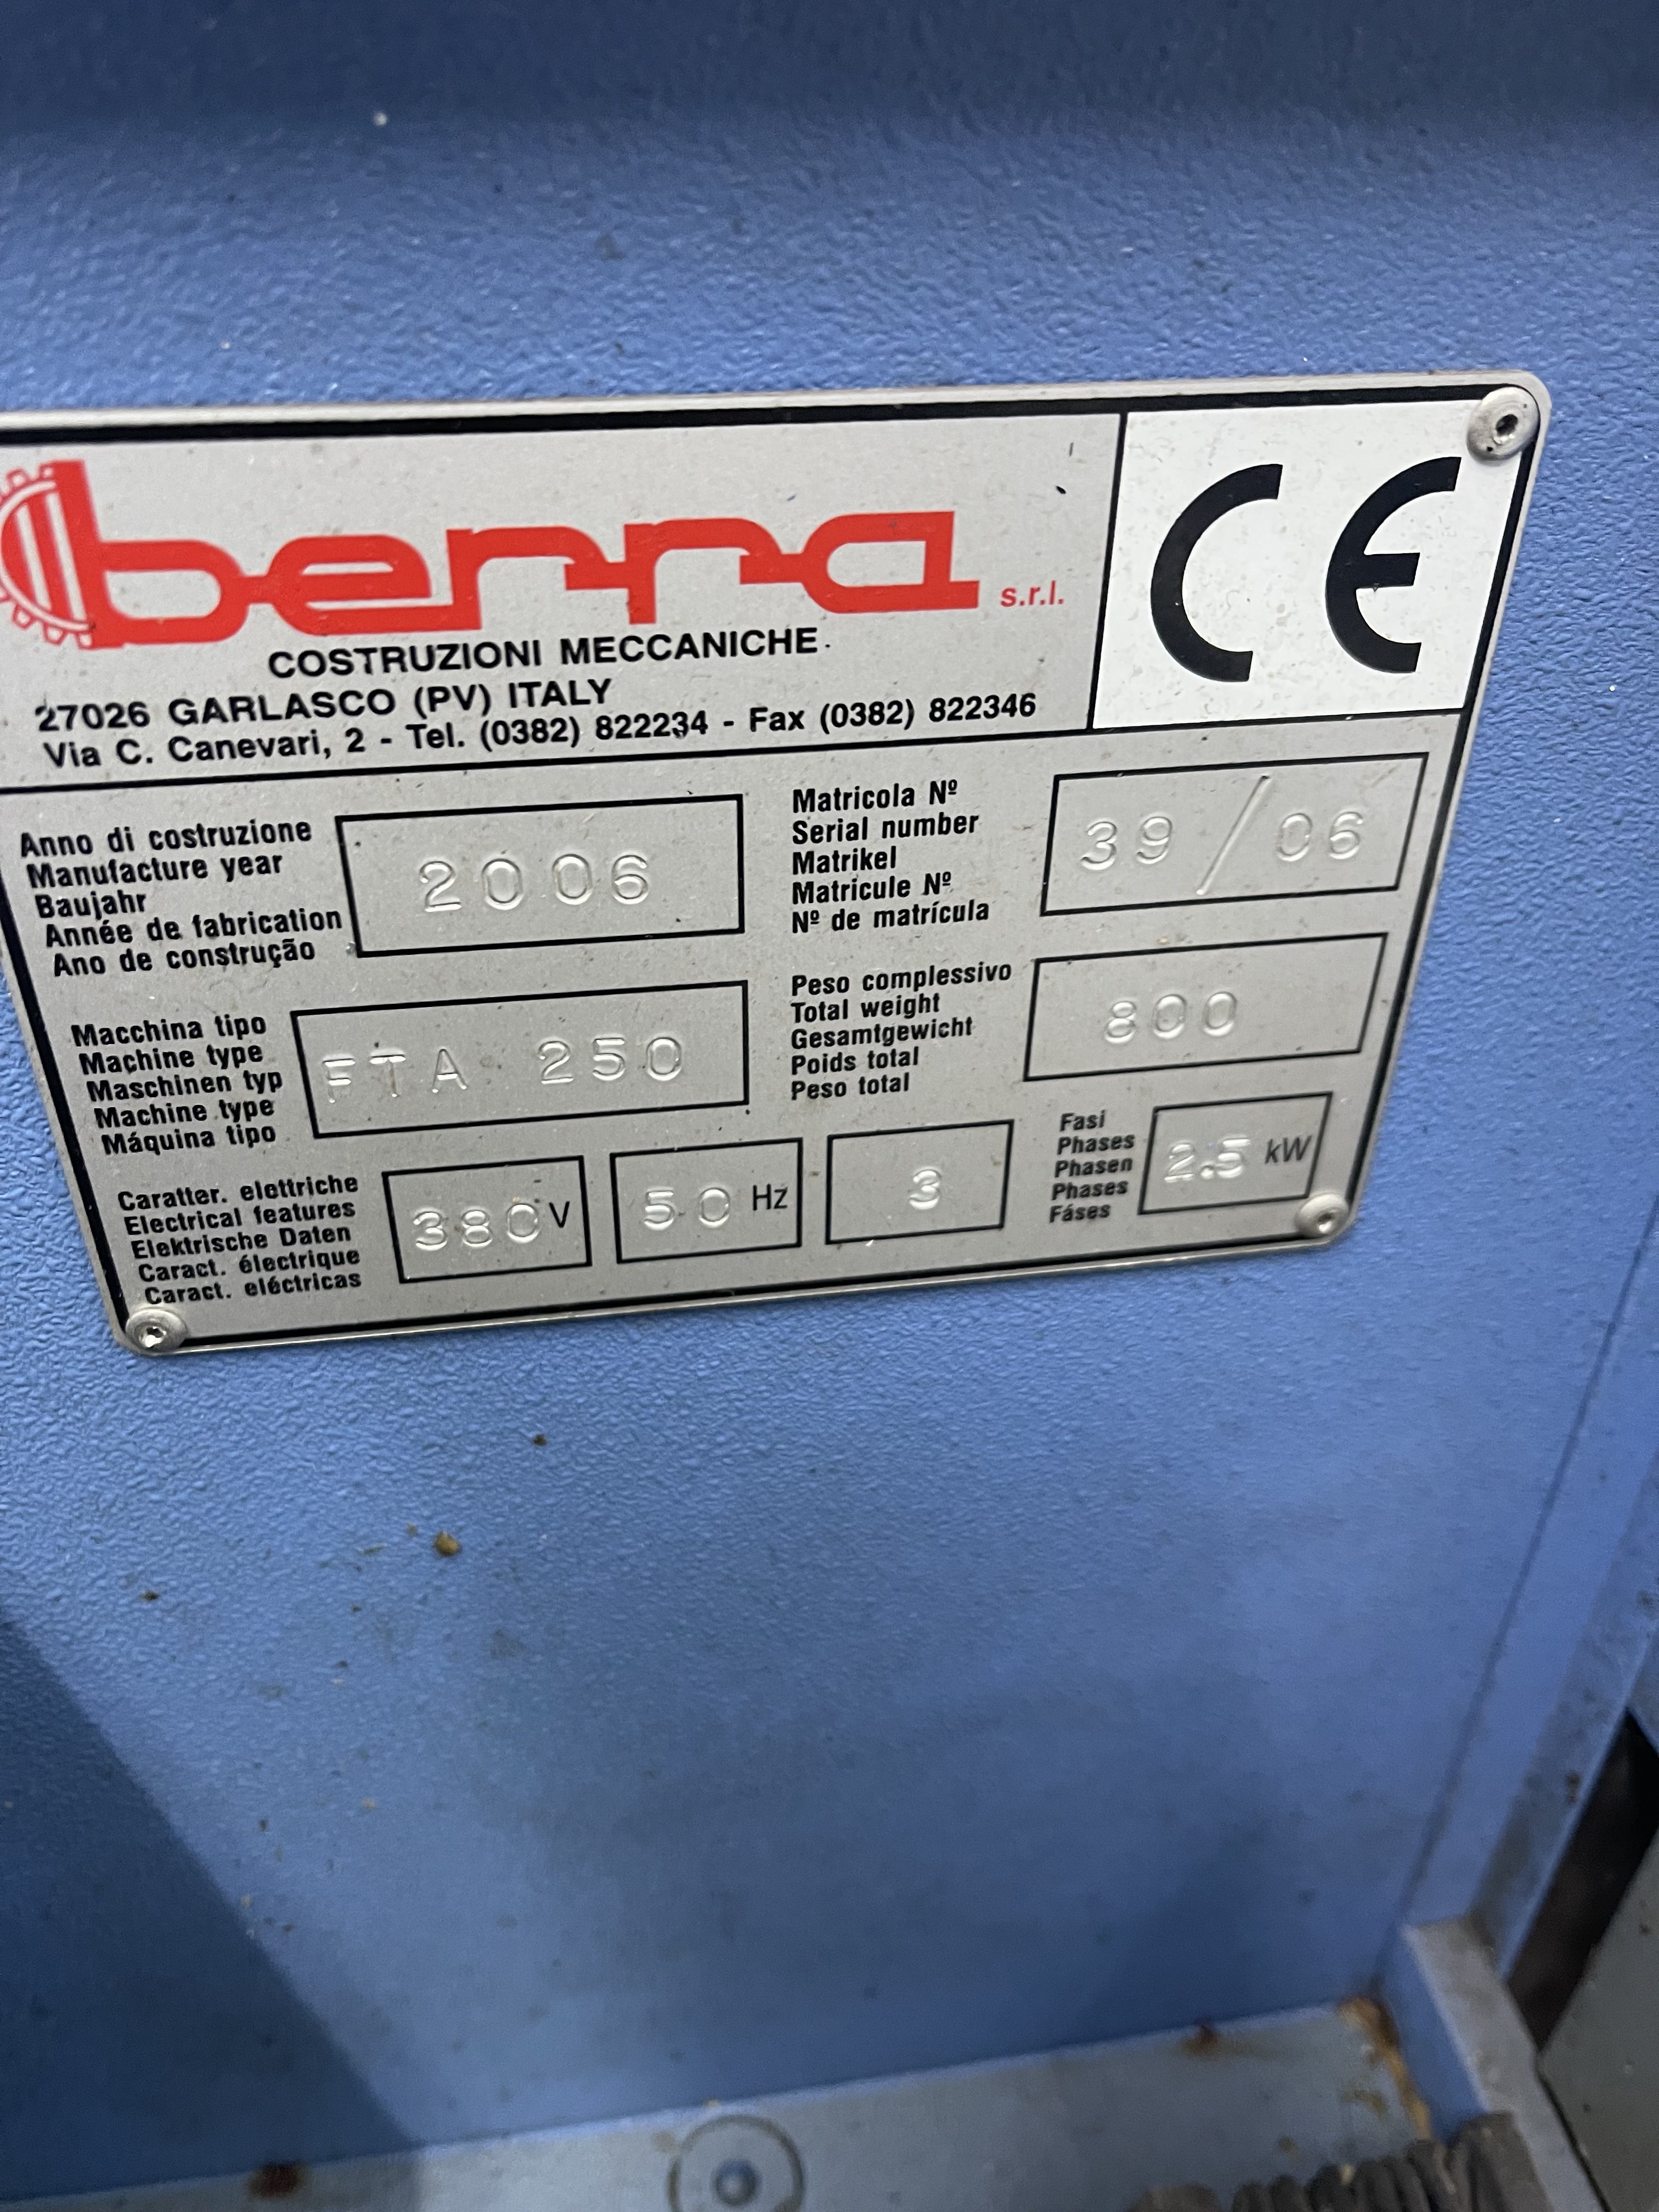 berra s.r.l.
CE
COSTRUZIONI MECCANICHE
27026 GARLASCO (PV) ITALY
Via C. Canevari, 2 - Tel. (0382) 822234 - Fax (0382) 822346
Anno di costruzione
Manufacture year
Baujahr
Année de fabrication
Ano de construção
2006
Matricola Nº
Serial number
Matrikel
Matricule Nº
Nº de matrícula
39/06
Macchina tipo
Machine type
Maschinen typ
Machine type
Máquina tipo
FTA 250
Peso complessivo
Total weight
Gesamtgewicht
Poids total
Peso total
800
Caratter. elettriche
Electrical features
Elektrische Daten
Caract. électrique
Caract. eléctricas
380 V
50 Hz
3
Fasi
Phases
Phasen
Phases
Fáses
2.5 kW